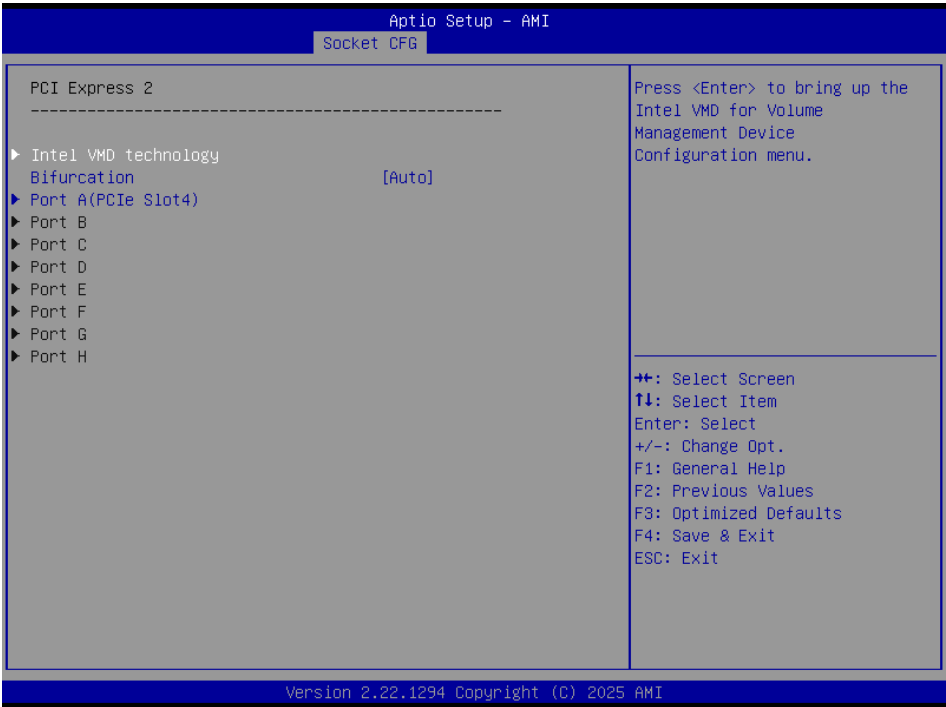 Aptio Setup – AMI
Socket CFG
PCI Express 2
--------------------------------------------------
Intel VMD technology
Bifurcation [Auto]
Port A(PCIe Slot4)
Port B
Port C
Port D
Port E
Port F
Port G
Port H
Press <Enter> to bring up the
Intel VMD for Volume
Management Device
Configuration menu.
→←: Select Screen
↑↓: Select Item
Enter: Select
+/-: Change Opt.
F1: General Help
F2: Previous Values
F3: Optimized Defaults
F4: Save & Exit
ESC: Exit
Version 2.22.1294 Copyright (C) 2025 AMI